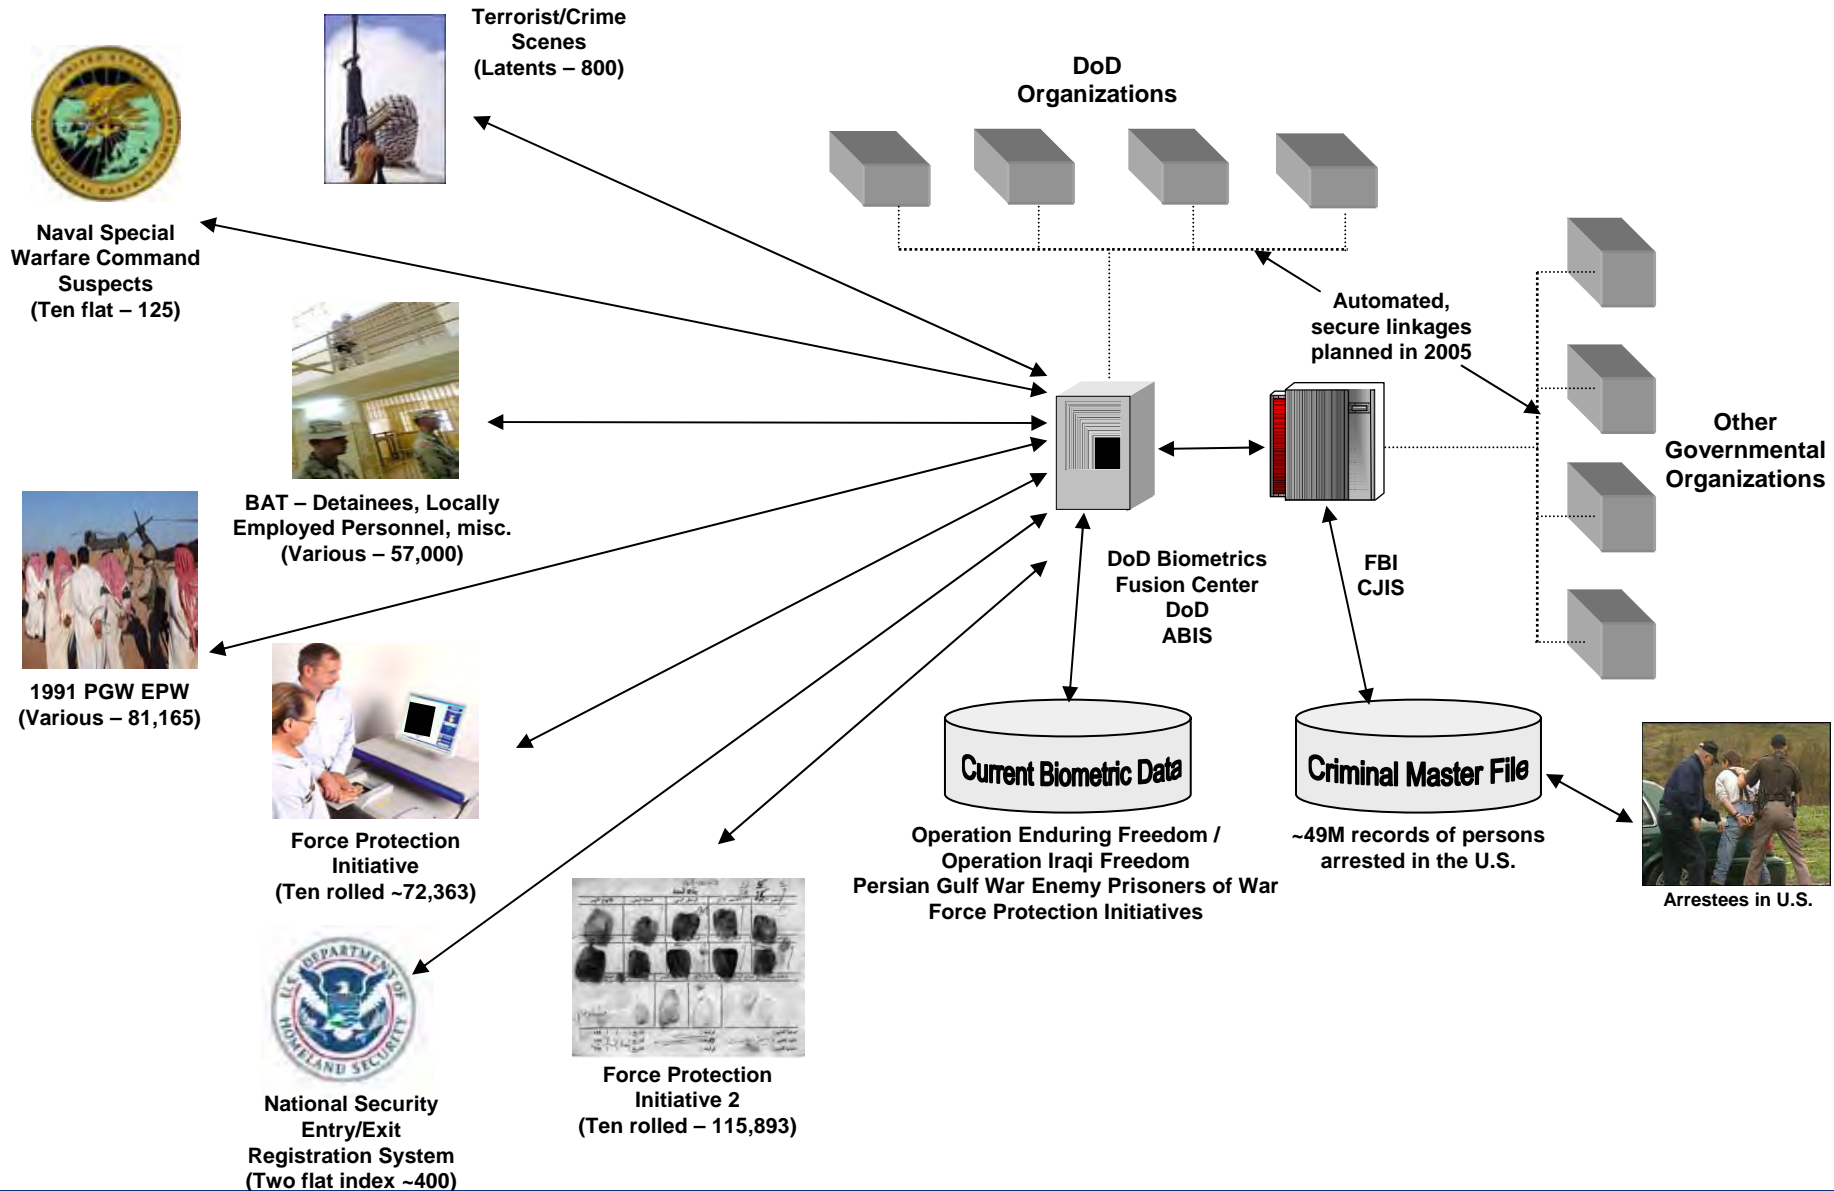 Terrorist/Crime
Scenes
(Latents – 800)
DoD
Organizations
Naval Special
Warfare Command
Suspects
(Ten flat – 125)
Automated,
secure linkages
planned in 2005
Other
Governmental
Organizations
BAT – Detainees, Locally
Employed Personnel, misc.
(Various – 57,000)
DoD Biometrics
Fusion Center
DoD
ABIS
FBI
CJIS
1991 PGW EPW
(Various – 81,165)
Current Biometric Data
Criminal Master File
Operation Enduring Freedom /
Operation Iraqi Freedom
Persian Gulf War Enemy Prisoners of War
Force Protection Initiatives
~49M records of persons
arrested in the U.S.
Arrestees in U.S.
Force Protection
Initiative
(Ten rolled ~72,363)
U.S. DEPARTMENT OF
HOMELAND SECURITY
Force Protection
Initiative 2
(Ten rolled – 115,893)
National Security
Entry/Exit
Registration System
(Two flat index ~400)